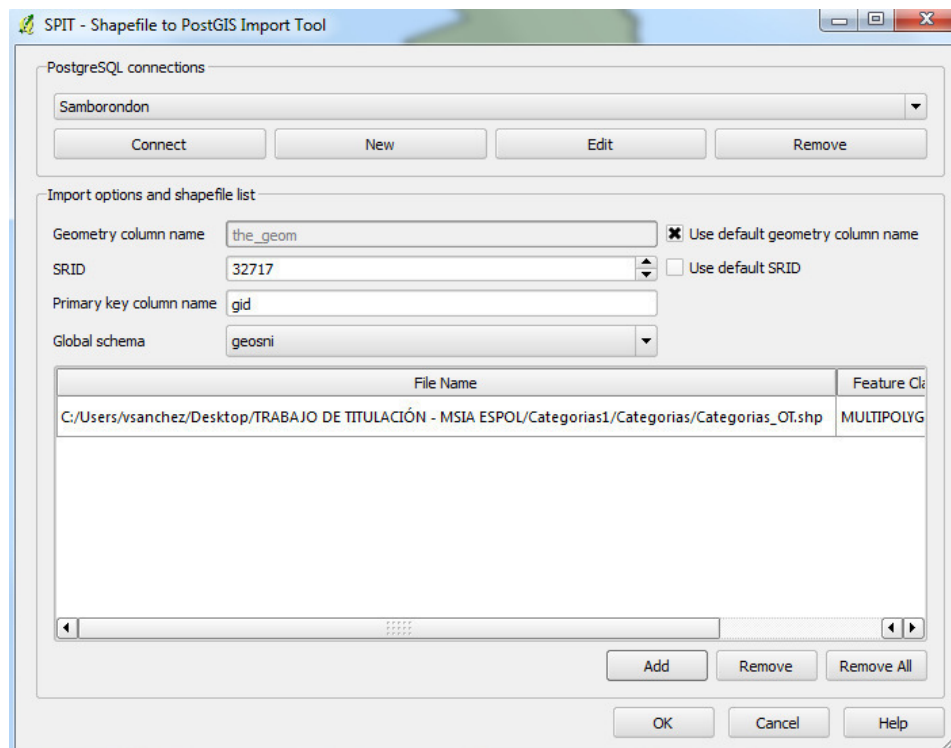 SPIT - Shapefile to PostGIS Import Tool
PostgreSQL connections
Samborondon
Connect New Edit Remove
Import options and shapefile list
Geometry column name the_geom Use default geometry column name
SRID 32717 Use default SRID
Primary key column name gid
Global schema geosni
File Name Feature Cla
C:/Users/vsanchez/Desktop/TRABAJO DE TITULACIÓN - MSIA ESPOL/Categorias1/Categorias/Categorias_OT.shp MULTIPOLYG
Add Remove Remove All
OK Cancel Help